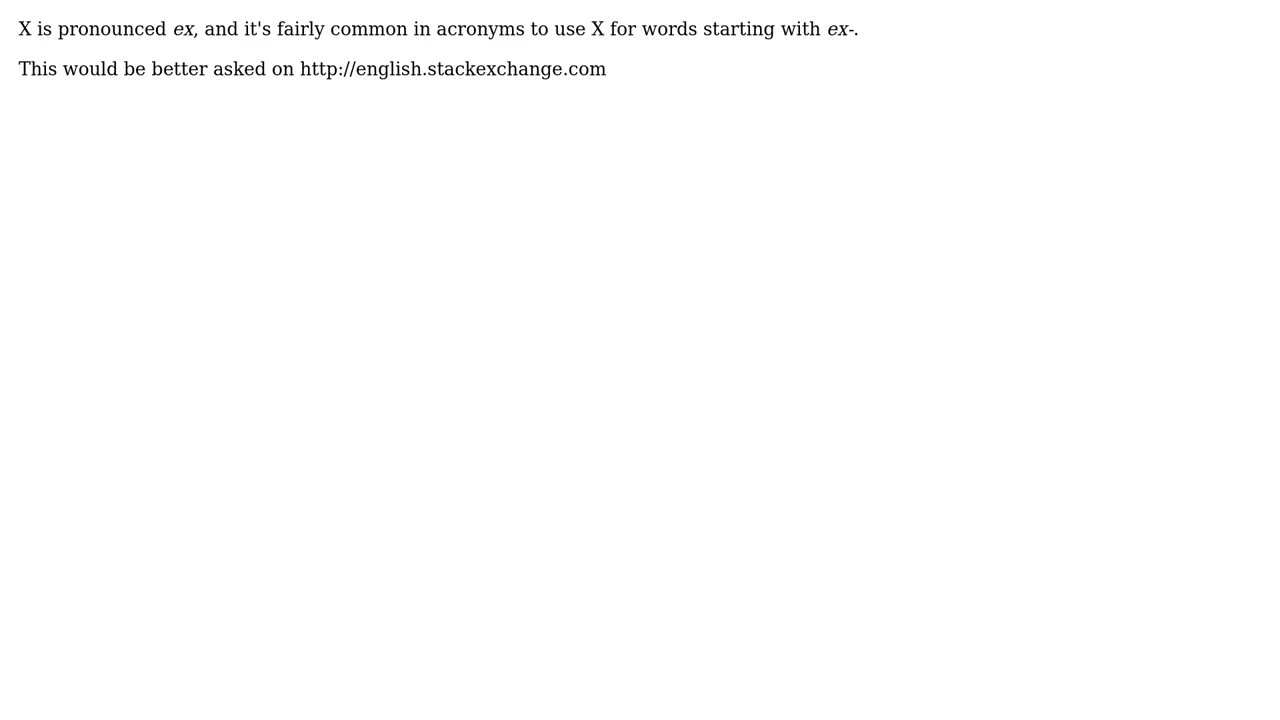 X is pronounced ex, and it's fairly common in acronyms to use X for words starting with ex-.
This would be better asked on http://english.stackexchange.com